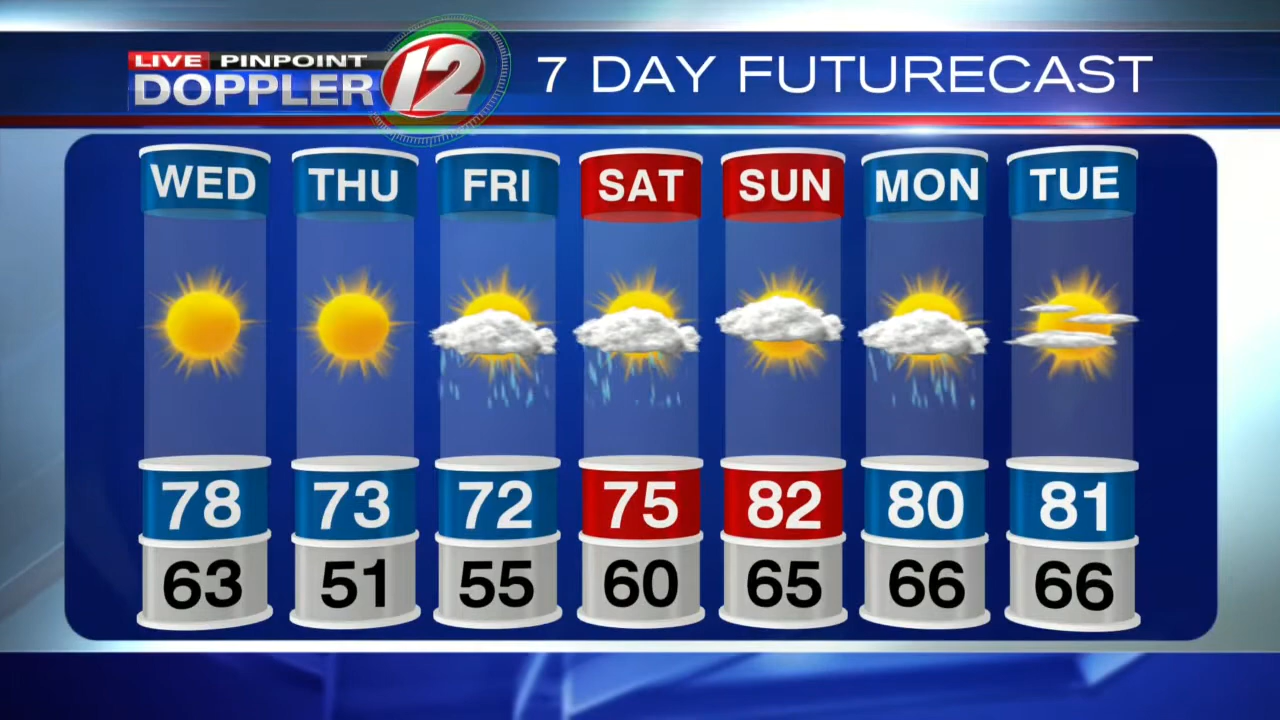 LIVE PINPOINT
DOPPLER 12
7 DAY FUTURECAST
WED THU FRI SAT SUN MON TUE
78 73 72 75 82 80 81
63 51 55 60 65 66 66